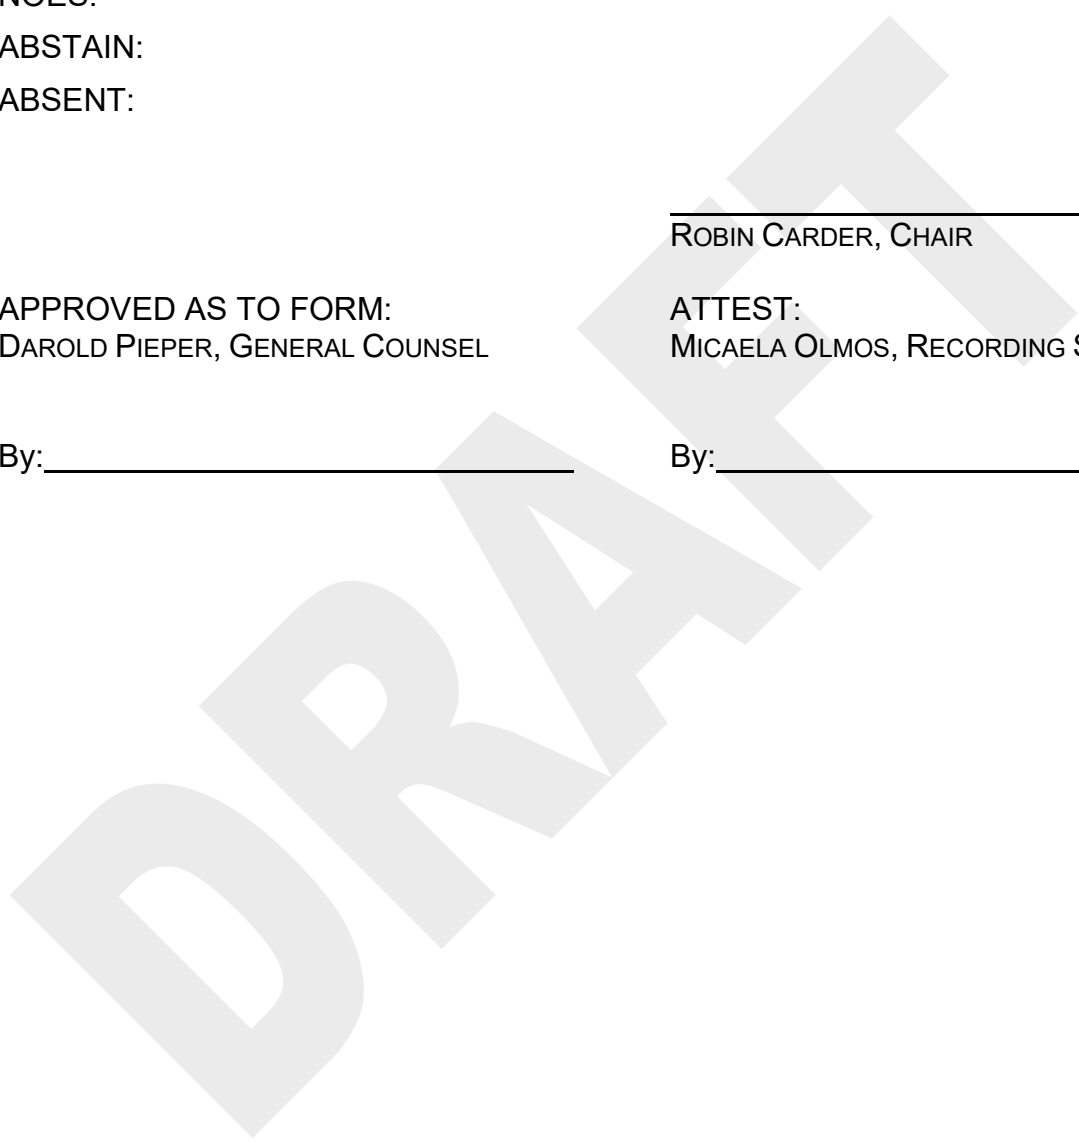 NOES:
ABSTAIN:
ABSENT:
ROBIN CARDER, CHAIR
APPROVED AS TO FORM:
DAROLD PIEPER, GENERAL COUNSEL
ATTEST:
MICAELA OLMOS, RECORDING
By:
By:
DRAFT